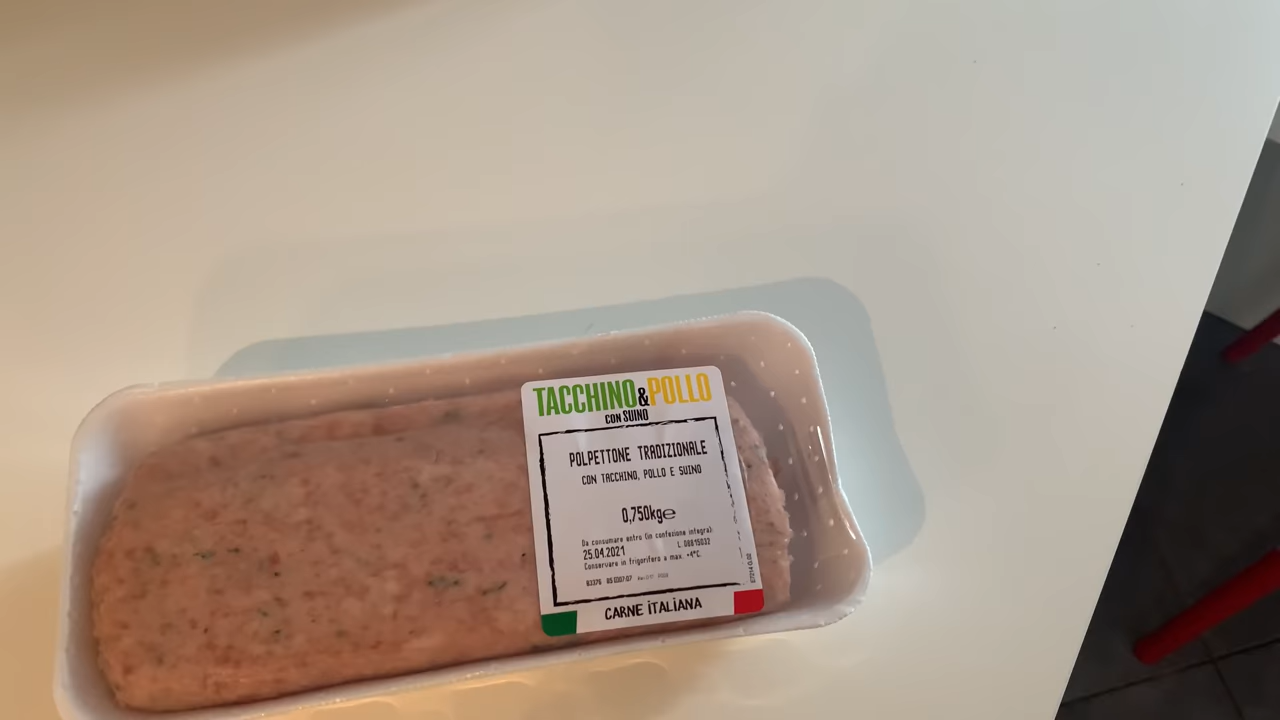 TACCHINO&POLLO
CON SUINO
POLPETTONE TRADIZIONALE
CON TACCHINO, POLLO E SUINO
0,750kg℮
Da consumare entro (in confezione integra):
25.04.2021 L 08815032
Conservare in frigorifero a max. +4°C.
CARNE iTALiANA